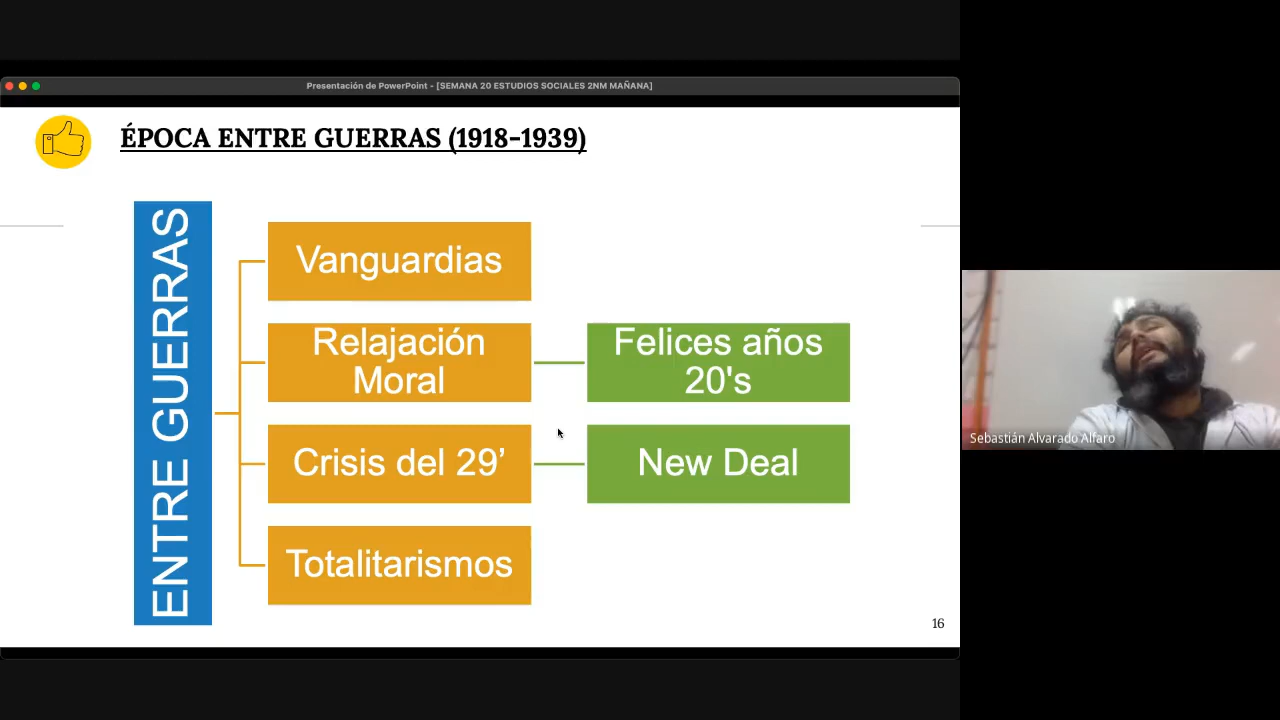 Presentación de PowerPoint - [SEMANA 20 ESTUDIOS SOCIALES 2NM MAÑANA]
ÉPOCA ENTRE GUERRAS (1918-1939)
ENTRE GUERRAS
Vanguardias
Relajación
Moral
Felices años
20's
Crisis del 29’
New Deal
Totalitarismos
16
Sebastián Alvarado Alfaro